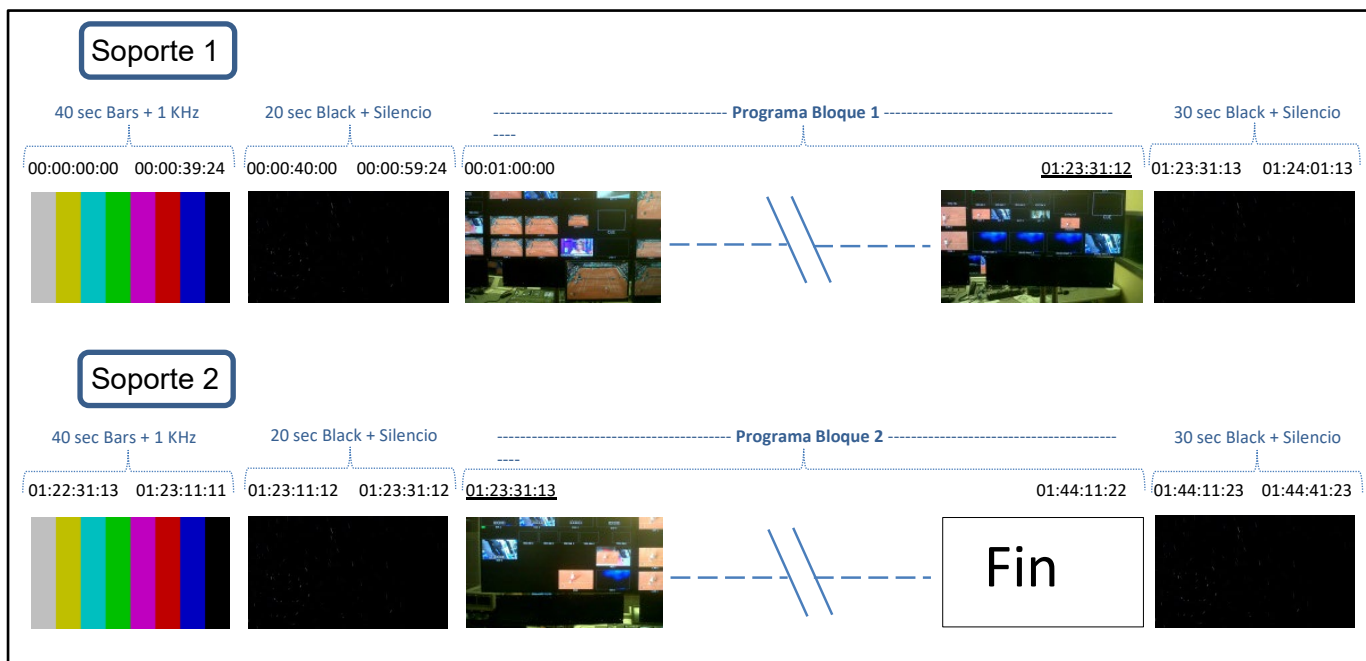 Soporte 1
40 sec Bars + 1 KHz
20 sec Black + Silencio
---------------------------------------- Programa Bloque 1 ----------------------------------------
----
30 sec Black + Silencio
00:00:00:00 00:00:39:24 00:00:40:00 00:00:59:24 00:01:00:00 01:23:31:12 01:23:31:13 01:24:01:13
Soporte 2
40 sec Bars + 1 KHz
20 sec Black + Silencio
---------------------------------------- Programa Bloque 2 ----------------------------------------
----
30 sec Black + Silencio
01:22:31:13 01:23:11:11 01:23:11:12 01:23:31:12 01:23:31:13 01:44:11:22 01:44:11:23 01:44:41:23
Fin